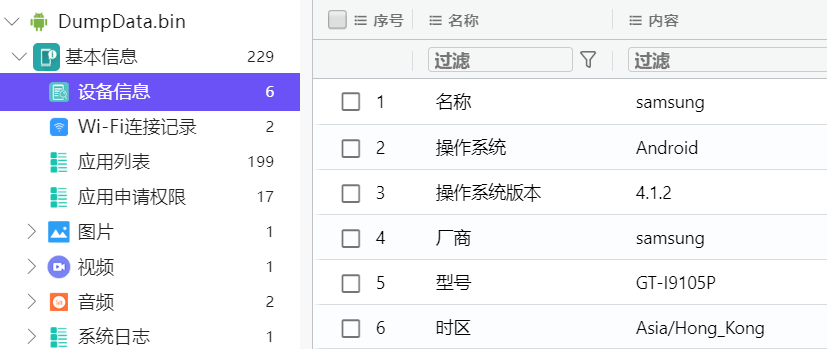 DumpData.bin
基本信息 229
设备信息 6
Wi-Fi连接记录 2
应用列表 199
应用申请权限 17
图片 1
视频 1
音频 2
系统日志 1
序号 名称 内容
过滤 过滤
1 名称 samsung
2 操作系统 Android
3 操作系统版本 4.1.2
4 厂商 samsung
5 型号 GT-I9105P
6 时区 Asia/Hong_Kong